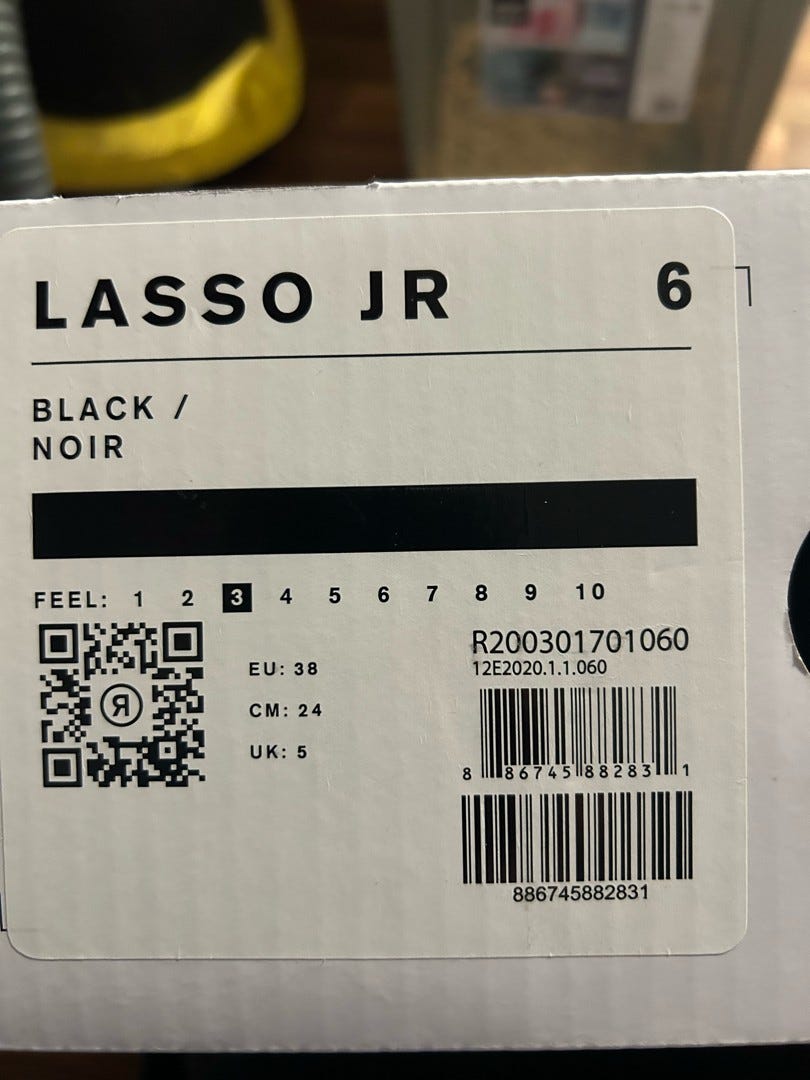 LASSO JR 6
BLACK /
NOIR
FEEL: 1 2 3 4 5 6 7 8 9 10
R200301701060
12E2020.1.1.060
EU: 38
CM: 24
UK: 5
8 86745 88283 1
886745882831